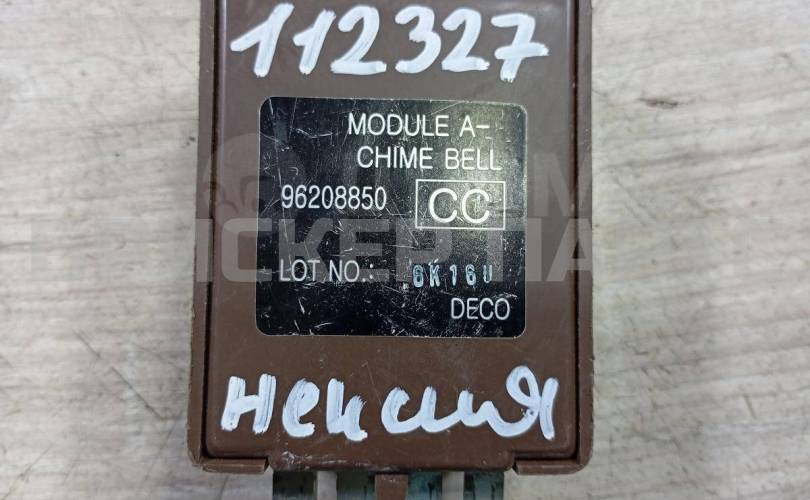 112327
MODULE A-
CHIME BELL
96208850 CC
LOT NO.: 6K16U
DECO
нексия